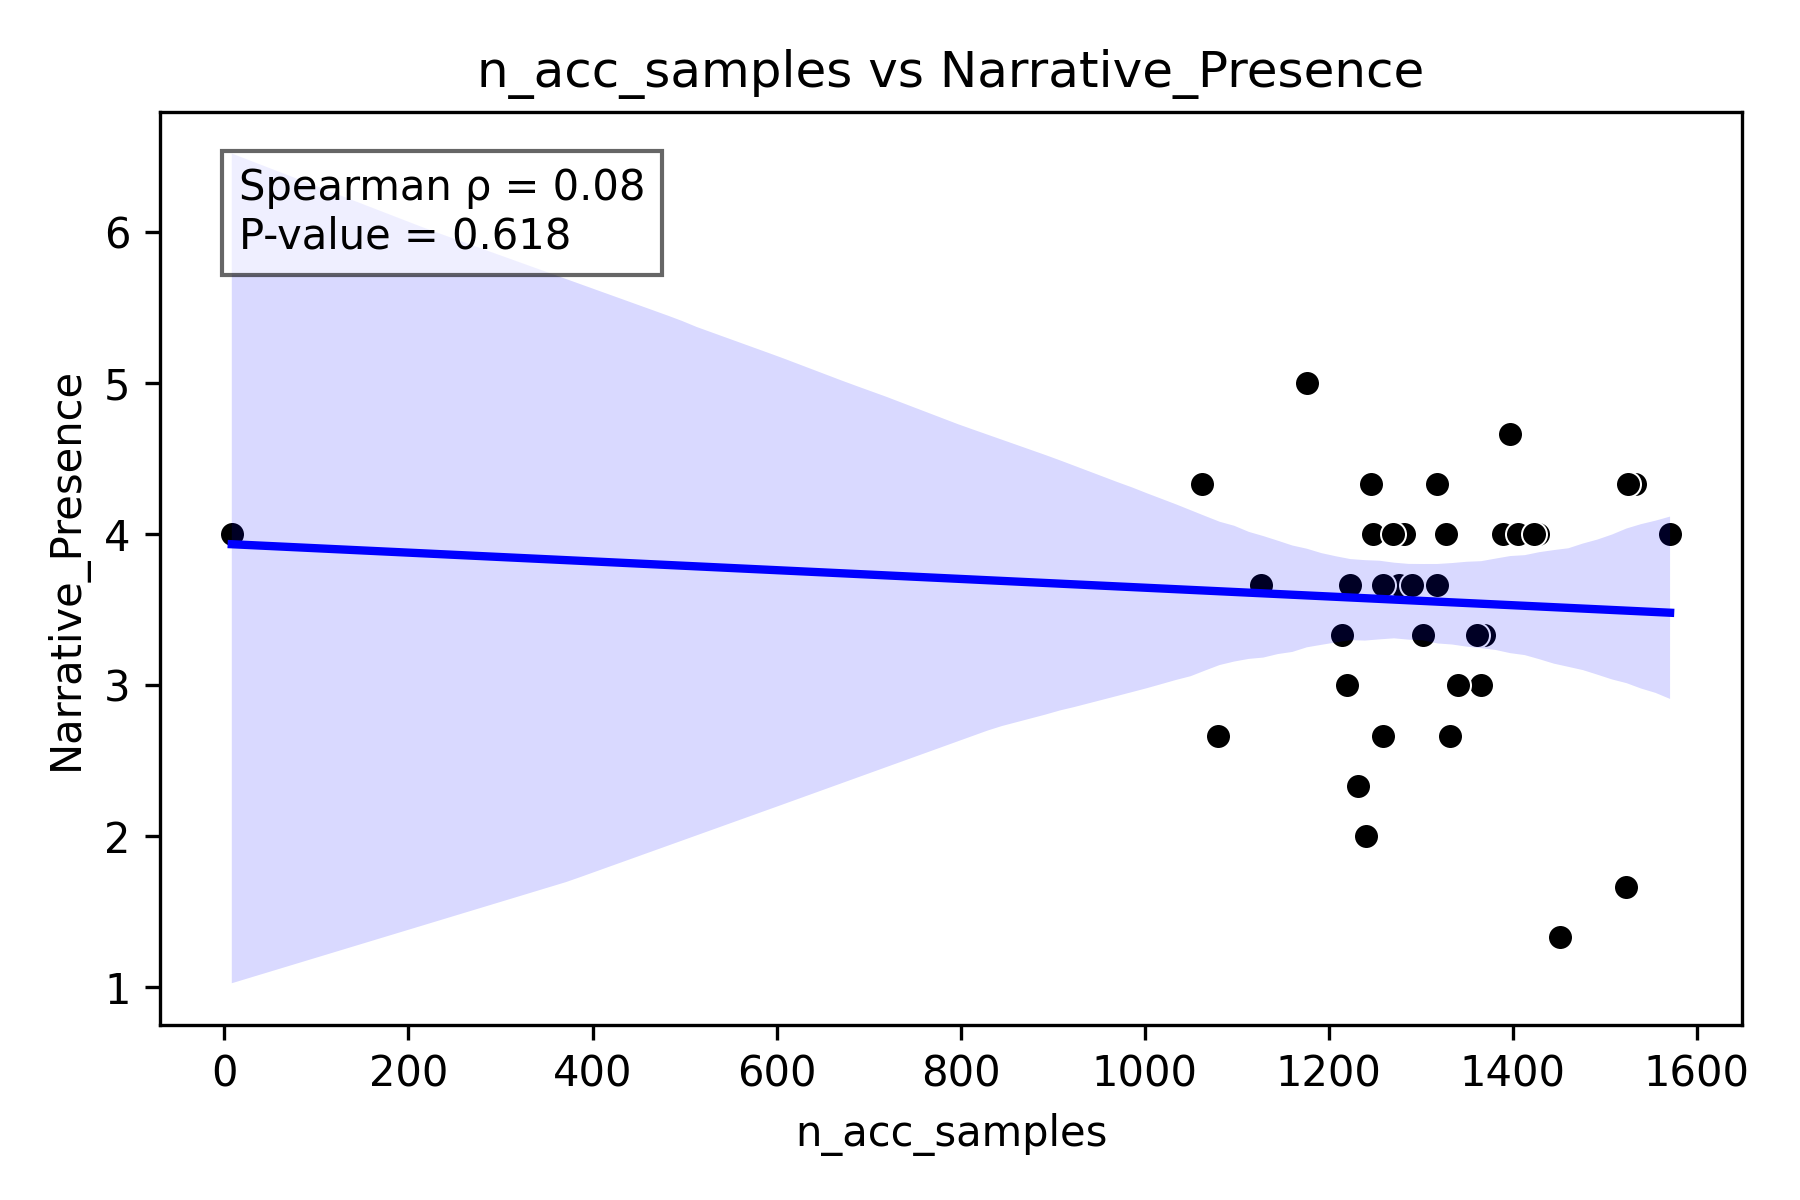 n_acc_samples vs Narrative_Presence
Spearman ρ = 0.08
P-value = 0.618
Narrative_Presence
6
5
4
3
2
1
0 200 400 600 800 1000 1200 1400 1600
n_acc_samples